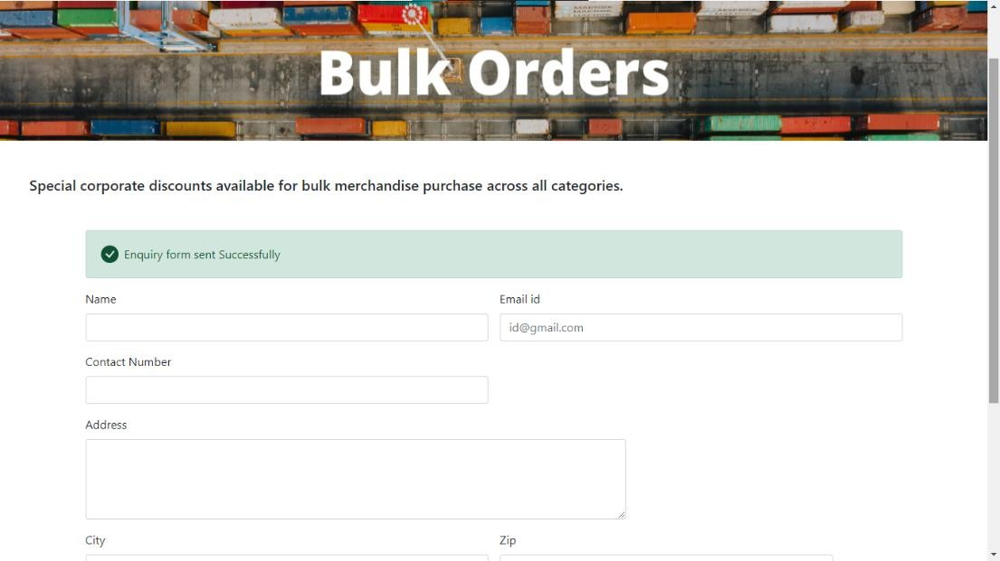 Bulk Orders
Special corporate discounts available for bulk merchandise purchase across all categories.
Enquiry form sent Successfully
Name
Email id
id@gmail.com
Contact Number
Address
City
Zip